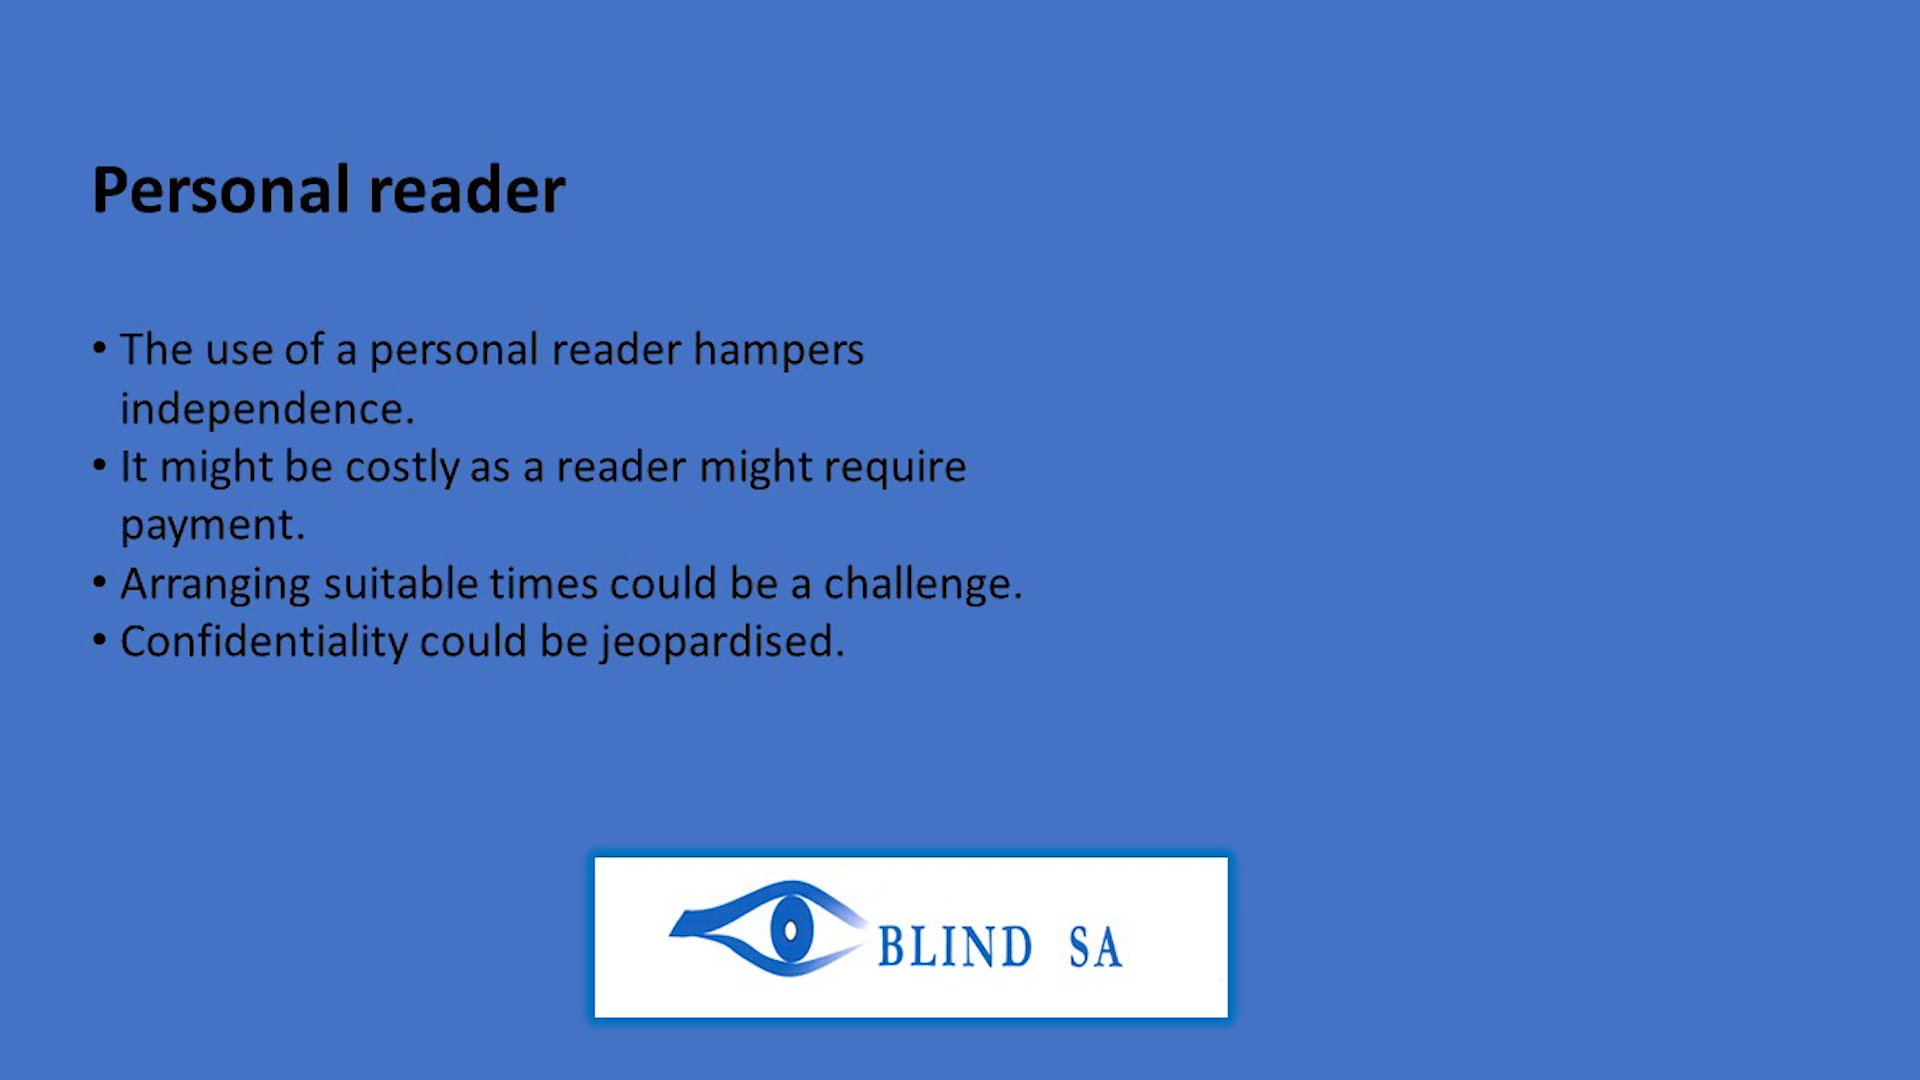 Personal reader
• The use of a personal reader hampers
independence.
• It might be costly as a reader might require
payment.
• Arranging suitable times could be a challenge.
• Confidentiality could be jeopardised.
BLIND SA